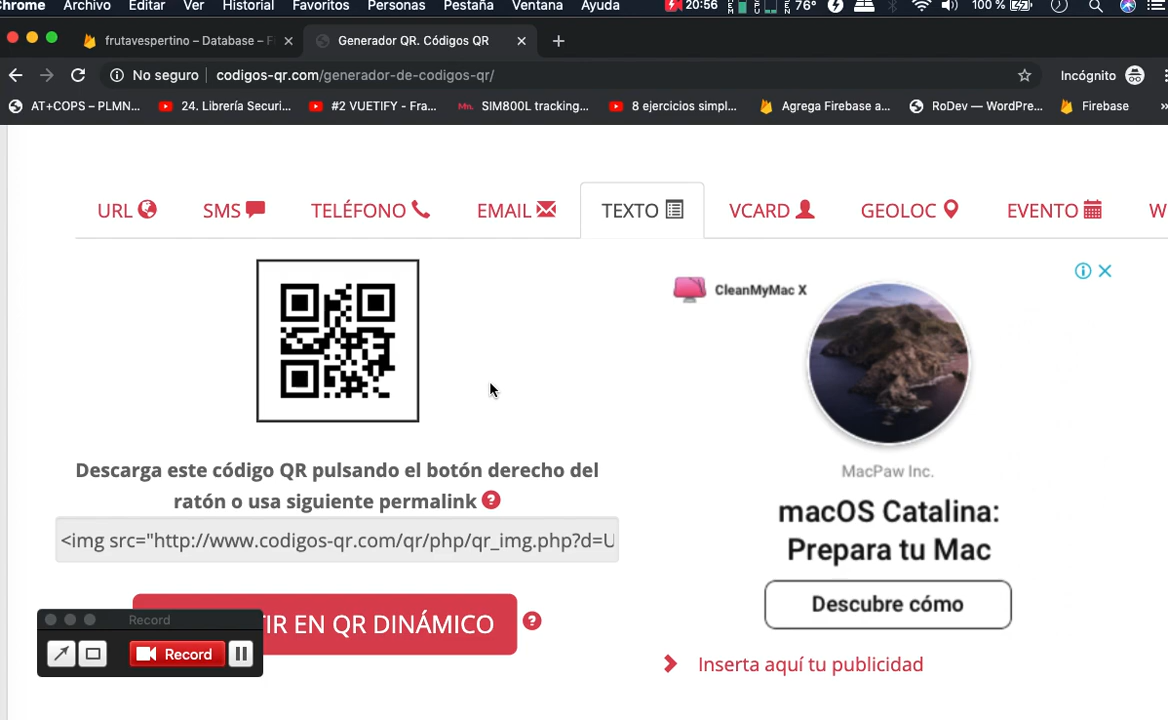 Chrome Archivo Editar Ver Historial Favoritos Personas Pestaña Ventana Ayuda 20:56 76° 100 %
frutavespertino – Database – F
Generador QR. Códigos QR
No seguro codigos-qr.com/generador-de-codigos-qr/ Incógnito
AT+COPS – PLMN... 24. Librería Securi... #2 VUETIFY - Fra... Mn. SIM800L tracking... 8 ejercicios simpl... Agrega Firebase a... RoDev — WordPre... Firebase »
URL SMS TELÉFONO EMAIL TEXTO VCARD GEOLOC EVENTO W
CleanMyMac X
Descarga este código QR pulsando el botón derecho del
ratón o usa siguiente permalink ?
<img src="http://www.codigos-qr.com/qr/php/qr_img.php?d=U
TIR EN QR DINÁMICO ?
Record
Record
MacPaw Inc.
macOS Catalina:
Prepara tu Mac
Descubre cómo
Inserta aquí tu publicidad